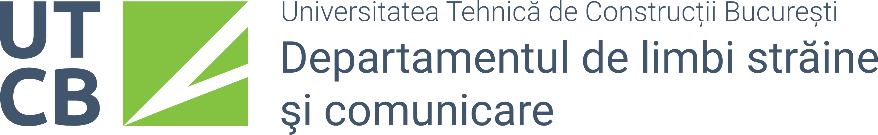 UT
CB
Universitatea Tehnică de Construcții București
Departamentul de limbi străine
şi comunicare